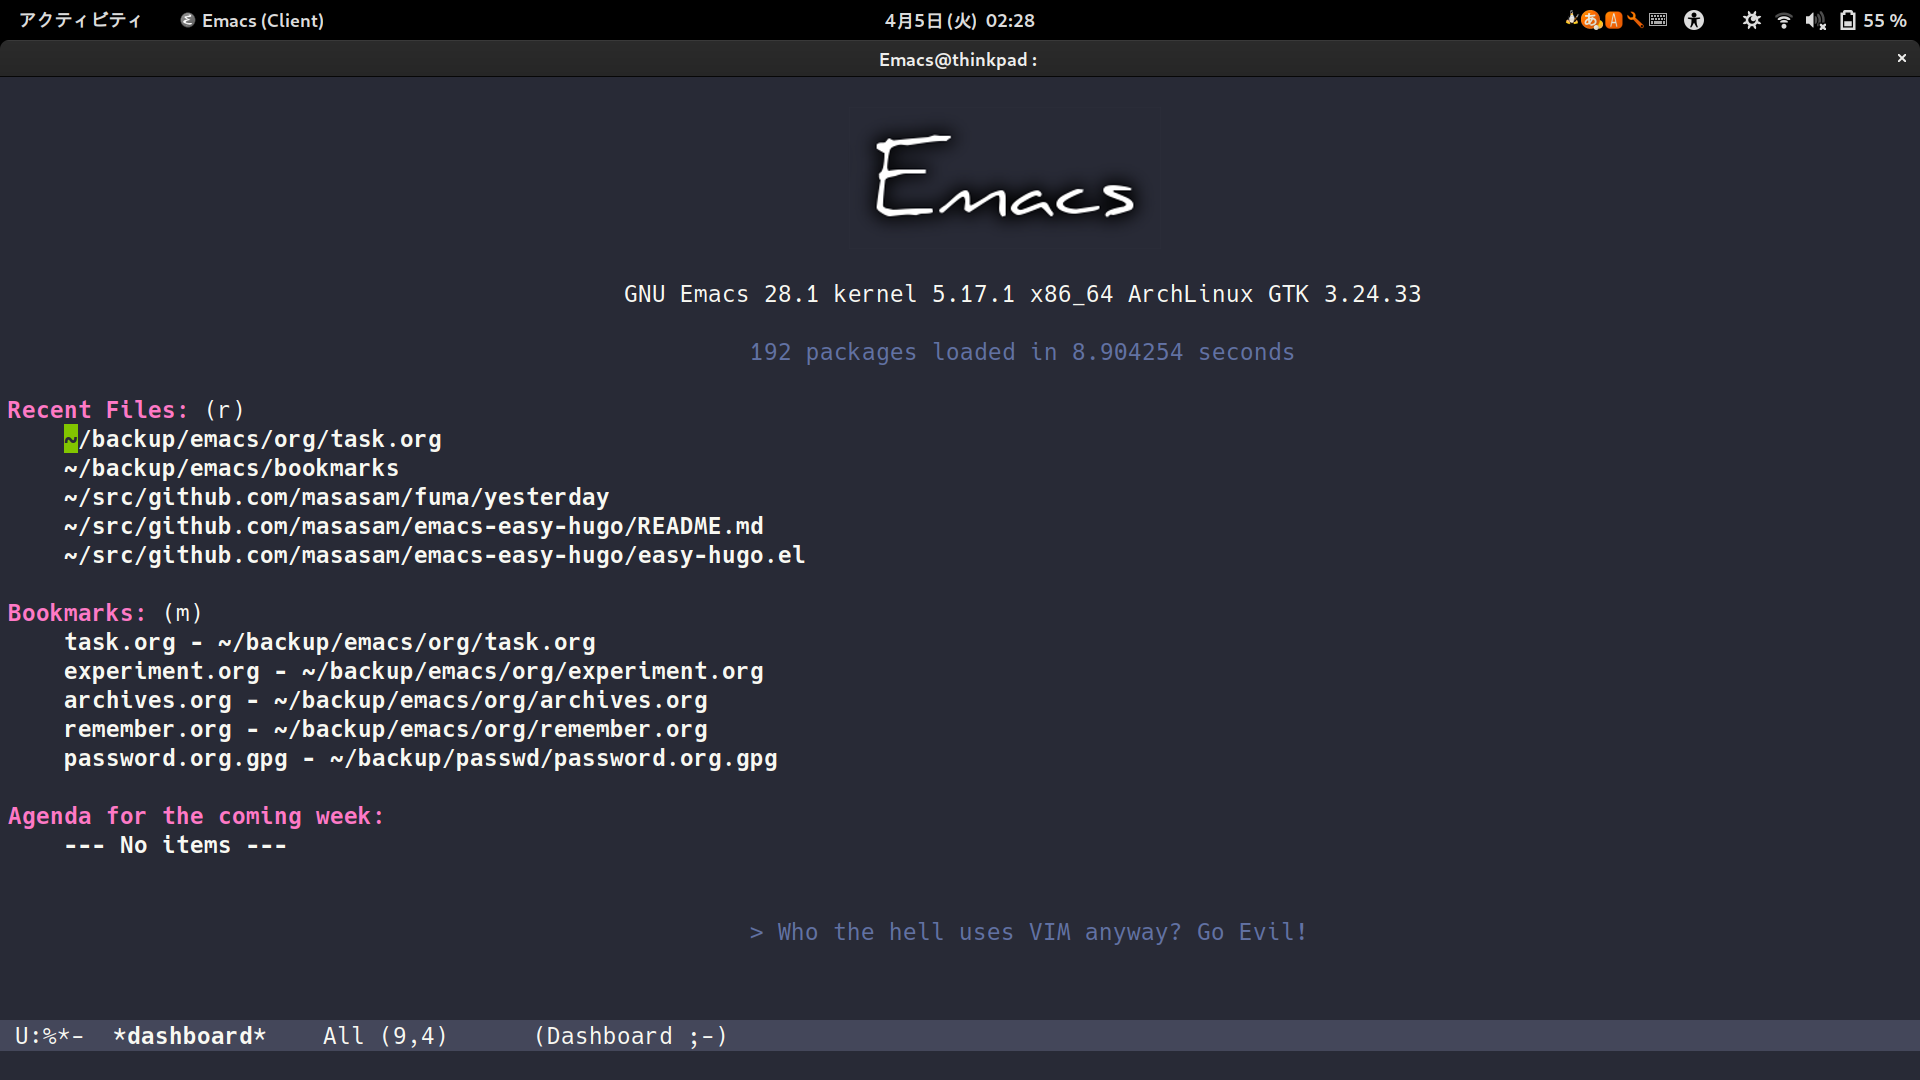 アクティビティ Emacs (Client) 4月5日 (火) 02:28 あ A 55 %
Emacs@thinkpad :
Emacs
GNU Emacs 28.1 kernel 5.17.1 x86_64 ArchLinux GTK 3.24.33
192 packages loaded in 8.904254 seconds
Recent Files: (r)
~/backup/emacs/org/task.org
~/backup/emacs/bookmarks
~/src/github.com/masasam/fuma/yesterday
~/src/github.com/masasam/emacs-easy-hugo/README.md
~/src/github.com/masasam/emacs-easy-hugo/easy-hugo.el
Bookmarks: (m)
task.org - ~/backup/emacs/org/task.org
experiment.org - ~/backup/emacs/org/experiment.org
archives.org - ~/backup/emacs/org/archives.org
remember.org - ~/backup/emacs/org/remember.org
password.org.gpg - ~/backup/passwd/password.org.gpg
Agenda for the coming week:
--- No items ---
> Who the hell uses VIM anyway? Go Evil!
U:%*- *dashboard* All (9,4) (Dashboard ;-)